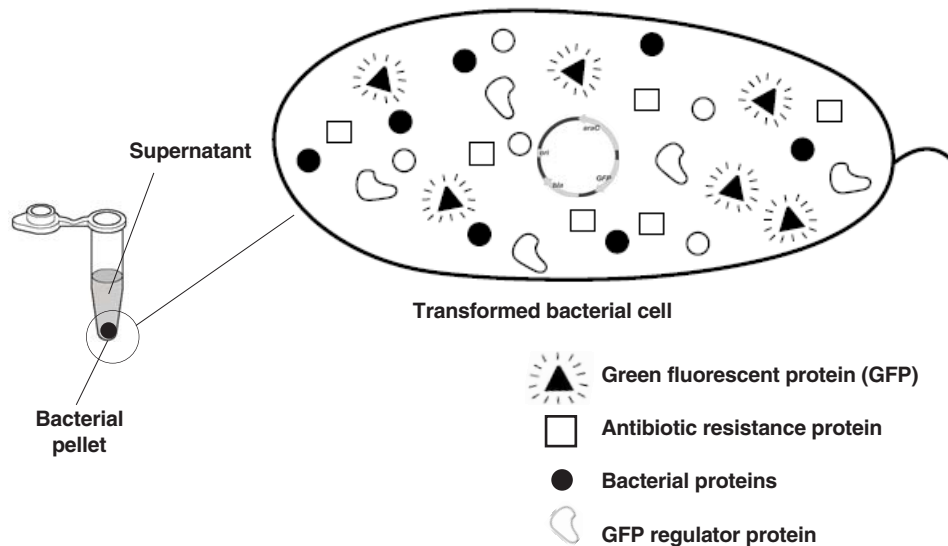 araC
ori
GFP
bla
Supernatant
Transformed bacterial cell
Bacterial
pellet
Green fluorescent protein (GFP)
Antibiotic resistance protein
Bacterial proteins
GFP regulator protein